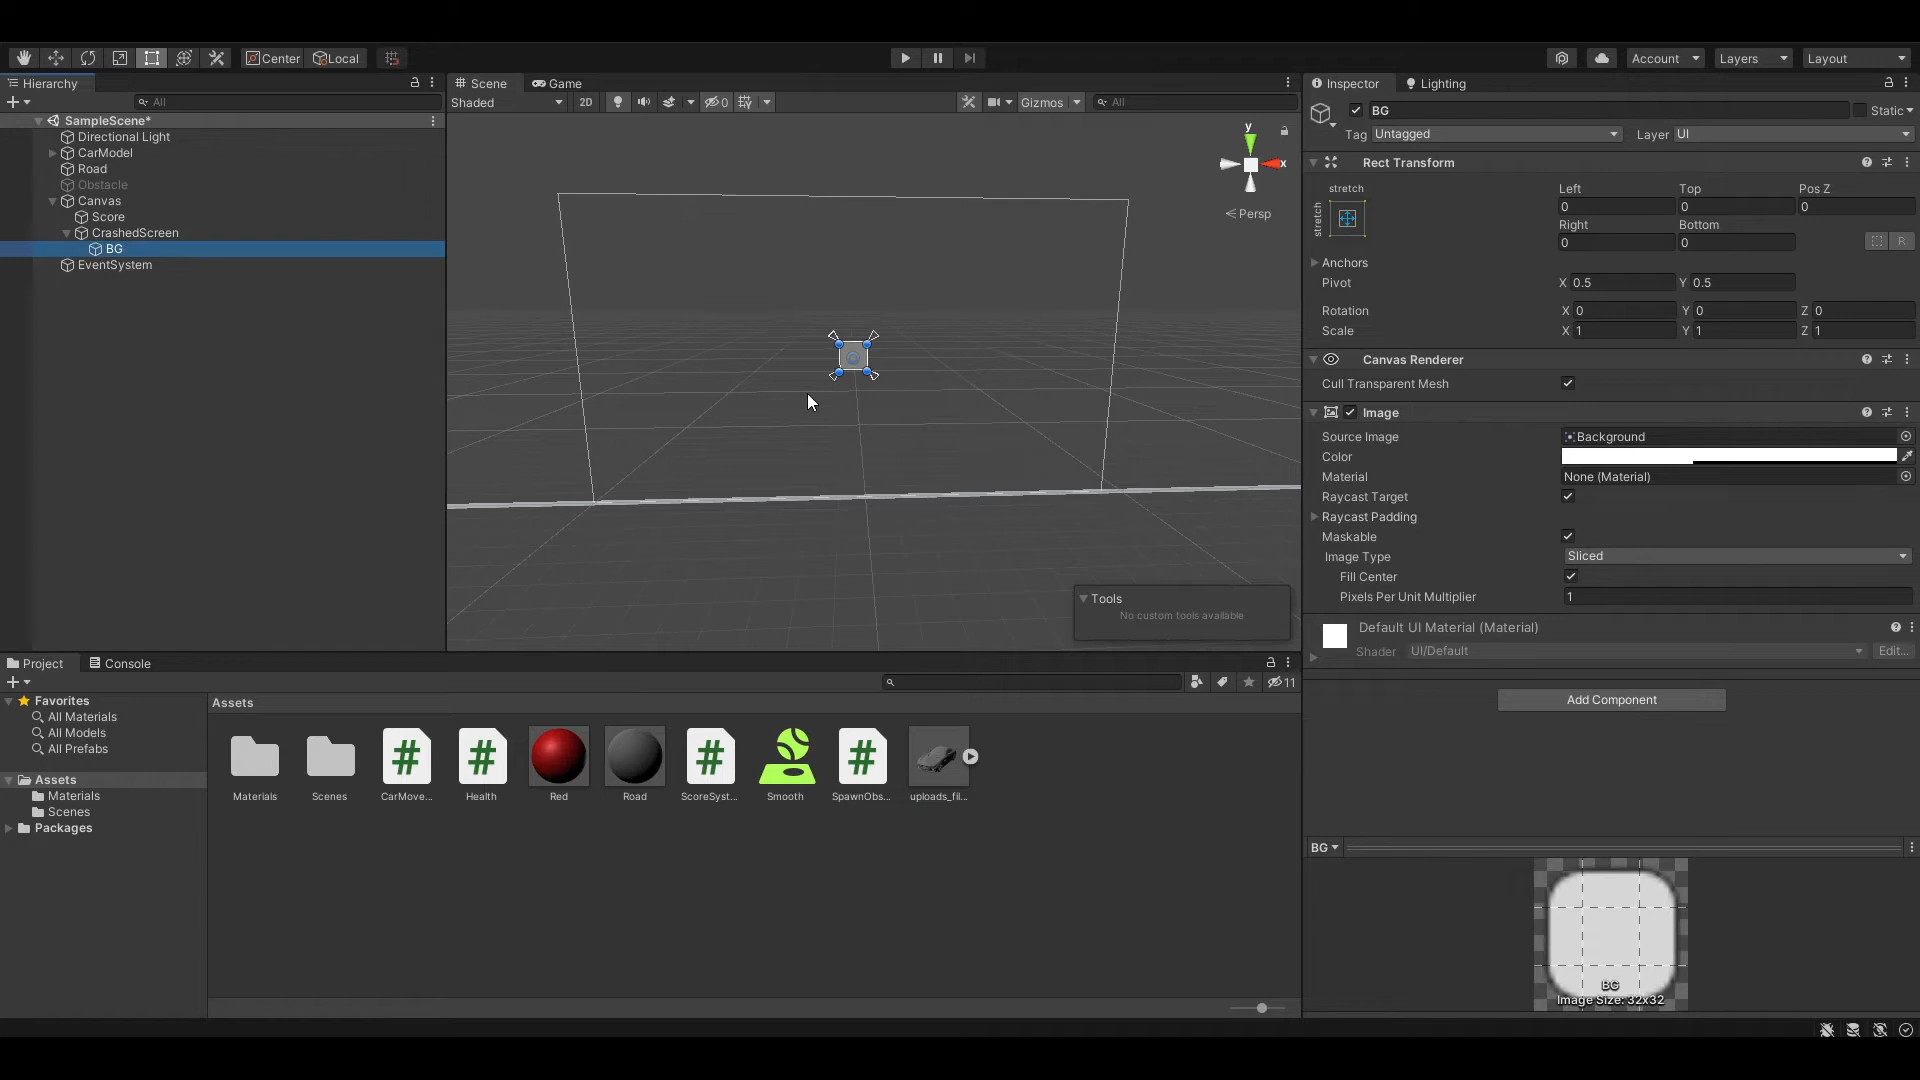 Center
Local
Account
Layers
Layout
Hierarchy
All
SampleScene*
Directional Light
CarModel
Road
Obstacle
Canvas
Score
CrashedScreen
BG
EventSystem
Scene
Game
Shaded
2D
0
Gizmos
All
y
x
Persp
Tools
No custom tools available
Project
Console
11
Favorites
All Materials
All Models
All Prefabs
Assets
Materials
Scenes
Packages
Assets
Materials
Scenes
CarMove...
Health
Red
Road
ScoreSyst...
Smooth
SpawnObs...
uploads_fil...
Inspector
Lighting
BG
Static
Tag
Untagged
Layer
UI
Rect Transform
stretch
stretch
Left
Top
Pos Z
0
0
0
Right
Bottom
0
0
R
Anchors
Pivot
X 0.5
Y 0.5
Rotation
X 0
Y 0
Z 0
Scale
X 1
Y 1
Z 1
Canvas Renderer
Cull Transparent Mesh
Image
Source Image
Background
Color
Material
None (Material)
Raycast Target
Raycast Padding
Maskable
Image Type
Sliced
Fill Center
Pixels Per Unit Multiplier
1
Default UI Material (Material)
Shader
UI/Default
Edit...
Add Component
BG
BG
Image Size: 32x32